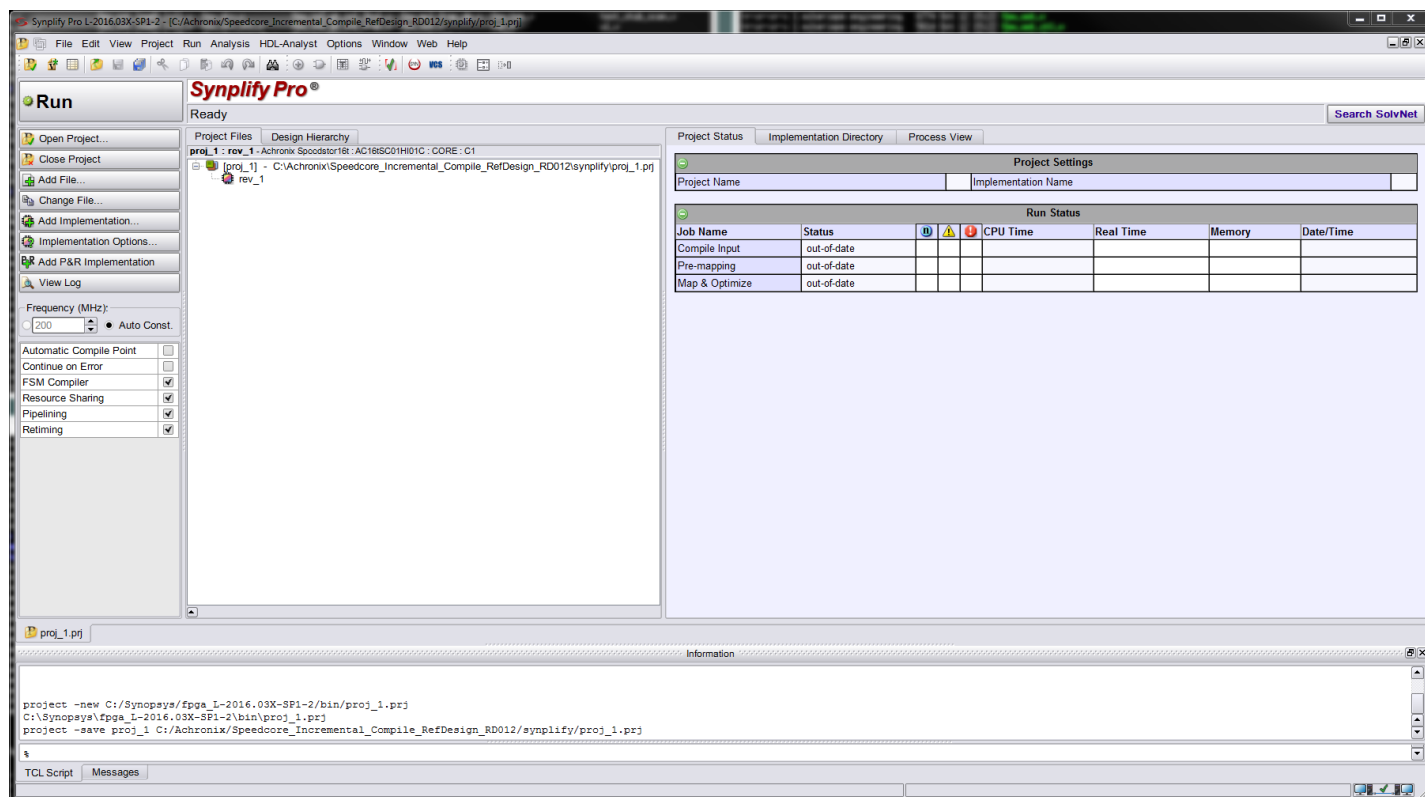 Synplify Pro L-2016.03X-SP1-2 - [C:/Achronix/Speedcore_Incremental_Compile_RefDesign_RD012/synplify/proj_1.prj]
File Edit View Project Run Analysis HDL-Analyst Options Window Web Help
VCS
Run
Synplify Pro®
Ready
Search SolvNet
Open Project...
Close Project
Add File...
Change File...
Add Implementation...
Implementation Options...
Add P&R Implementation
View Log
Frequency (MHz):
200 Auto Const.
Automatic Compile Point
Continue on Error
FSM Compiler
Resource Sharing
Pipelining
Retiming
Project Files Design Hierarchy
proj_1 : rev_1 - Achronix Speedster16t : AC16tSC01HI01C : CORE : C1
[proj_1] - C:\Achronix\Speedcore_Incremental_Compile_RefDesign_RD012\synplify\proj_1.prj
rev_1
Project Status Implementation Directory Process View
Project Settings
Project Name Implementation Name
Run Status
Job Name Status CPU Time Real Time Memory Date/Time
Compile Input out-of-date
Pre-mapping out-of-date
Map & Optimize out-of-date
proj_1.prj
Information
project -new C:/Synopsys/fpga_L-2016.03X-SP1-2/bin/proj_1.prj
C:\Synopsys\fpga_L-2016.03X-SP1-2\bin\proj_1.prj
project -save proj_1 C:/Achronix/Speedcore_Incremental_Compile_RefDesign_RD012/synplify/proj_1.prj
%
TCL Script Messages